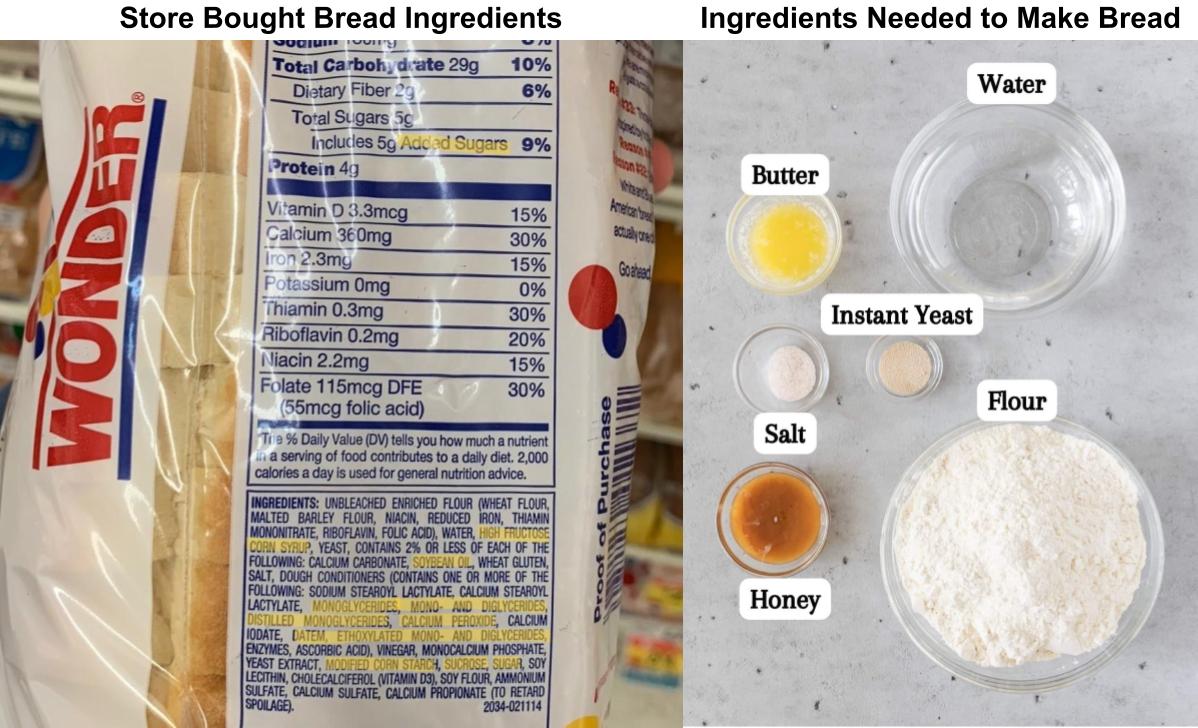 Store Bought Bread Ingredients
Ingredients Needed to Make Bread
WONDER®
Total Carbohydrate 29g 10%
Dietary Fiber 2g 6%
Total Sugars 5g
Includes 5g Added Sugars 9%
Protein 4g
Vitamin D 3.3mcg 15%
Calcium 360mg 30%
Iron 2.3mg 15%
Potassium 0mg 0%
Thiamin 0.3mg 30%
Riboflavin 0.2mg 20%
Niacin 2.2mg 15%
Folate 115mcg DFE 30%
(55mcg folic acid)
*The % Daily Value (DV) tells you how much a nutrient
in a serving of food contributes to a daily diet. 2,000
calories a day is used for general nutrition advice.
INGREDIENTS: UNBLEACHED ENRICHED FLOUR (WHEAT FLOUR,
MALTED BARLEY FLOUR, NIACIN, REDUCED IRON, THIAMIN
MONONITRATE, RIBOFLAVIN, FOLIC ACID), WATER, HIGH FRUCTOSE
CORN SYRUP, YEAST, CONTAINS 2% OR LESS OF EACH OF THE
FOLLOWING: CALCIUM CARBONATE, SOYBEAN OIL, WHEAT GLUTEN,
SALT, DOUGH CONDITIONERS (CONTAINS ONE OR MORE OF THE
FOLLOWING: SODIUM STEAROYL LACTYLATE, CALCIUM STEAROYL
LACTYLATE, MONOGLYCERIDES, MONO- AND DIGLYCERIDES,
DISTILLED MONOGLYCERIDES, CALCIUM PEROXIDE, CALCIUM
IODATE, DATEM, ETHOXYLATED MONO- AND DIGLYCERIDES,
ENZYMES, ASCORBIC ACID), VINEGAR, MONOCALCIUM PHOSPHATE,
YEAST EXTRACT, MODIFIED CORN STARCH, SUCROSE, SUGAR, SOY
LECITHIN, CHOLECALCIFEROL (VITAMIN D3), SOY FLOUR, AMMONIUM
SULFATE, CALCIUM SULFATE, CALCIUM PROPIONATE (TO RETARD
SPOILAGE). 2034-021114
Proof of Purchase
Water
Butter
Instant Yeast
Salt
Flour
Honey